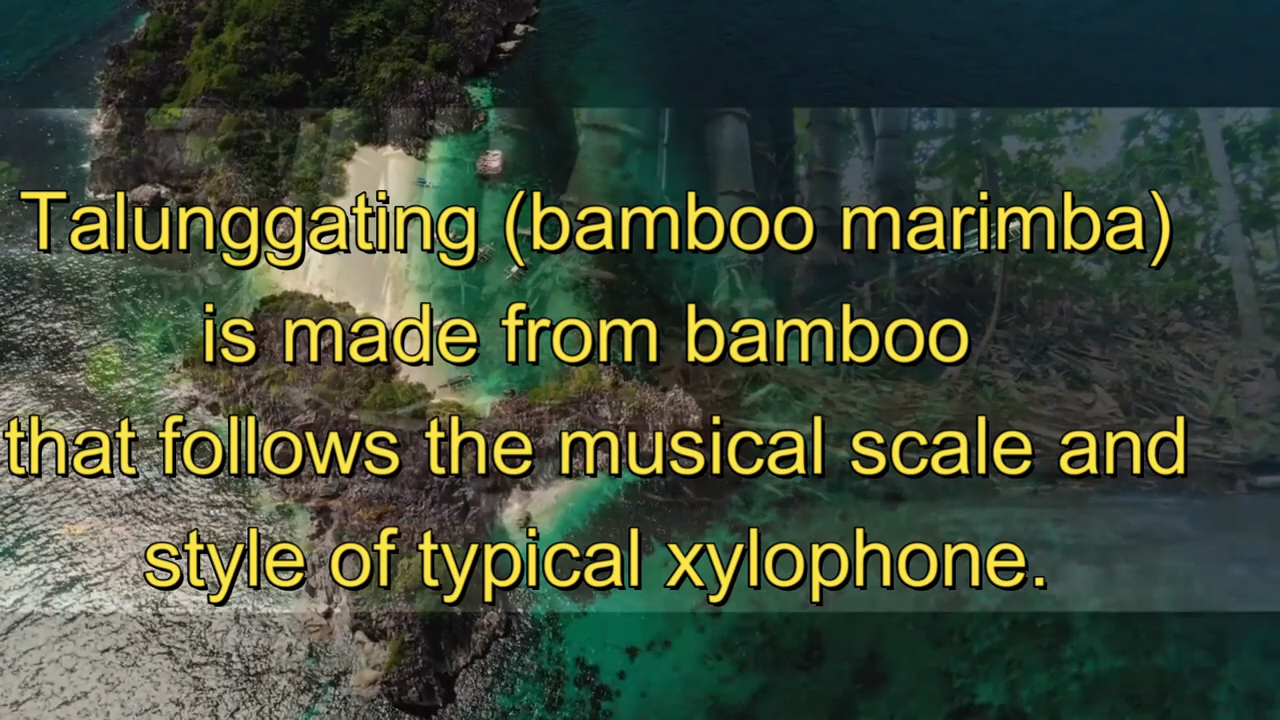 Talunggating (bamboo marimba)
is made from bamboo
that follows the musical scale and
style of typical xylophone.